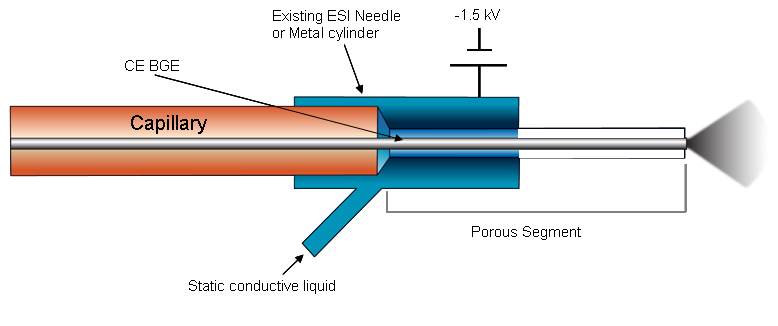 Existing ESI Needle
or Metal cylinder
-1.5 kV
CE BGE
Capillary
Porous Segment
Static conductive liquid